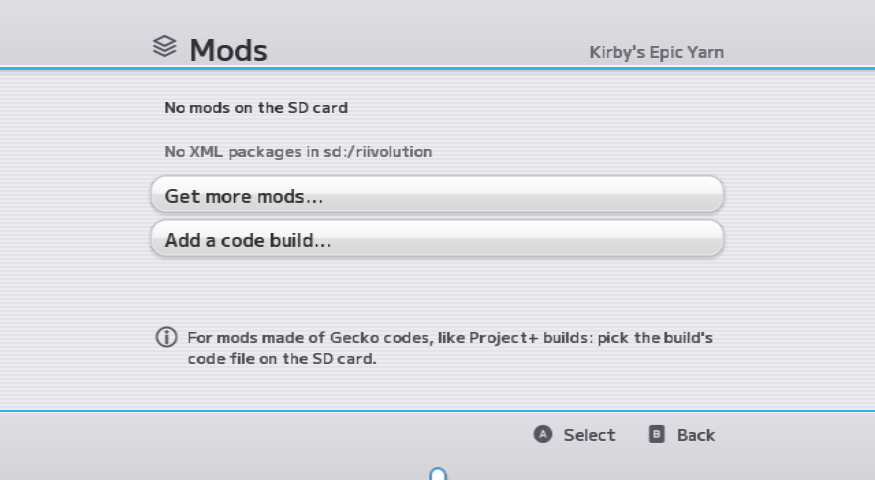 Mods
Kirby's Epic Yarn
No mods on the SD card
No XML packages in sd:/riivolution
Get more mods...
Add a code build...
For mods made of Gecko codes, like Project+ builds: pick the build's
code file on the SD card.
A Select B Back